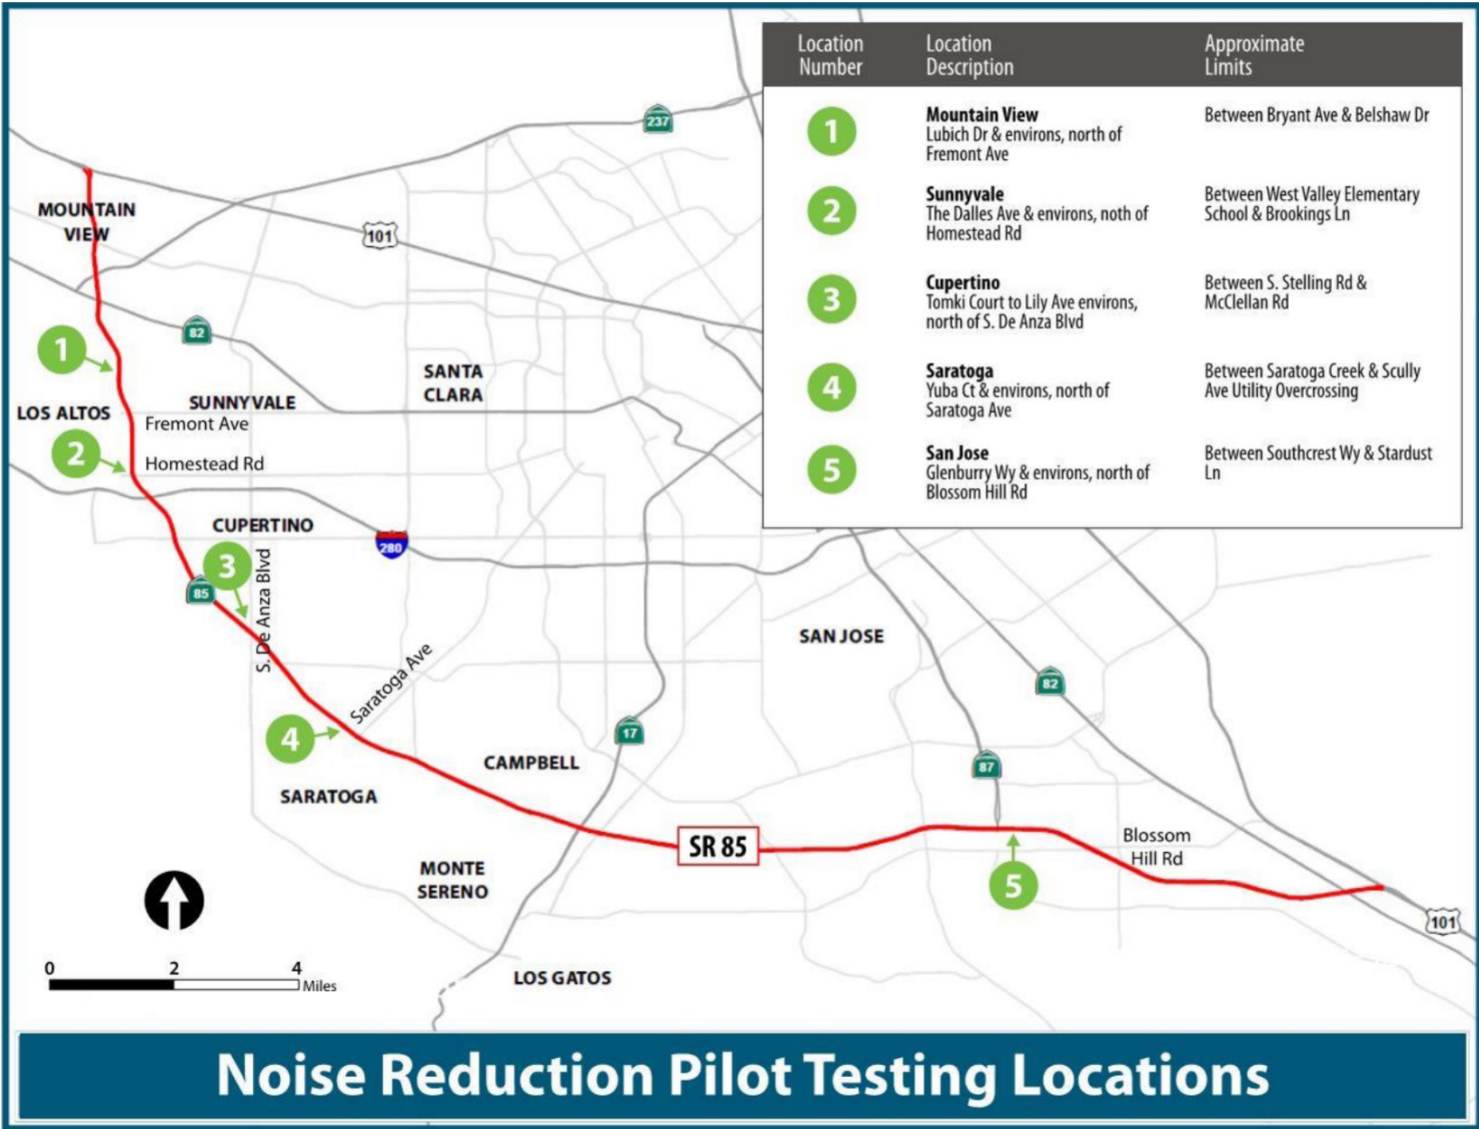 Location
Number
Location
Description
Approximate
Limits
1
Mountain View
Lubich Dr & environs, north of
Fremont Ave
Between Bryant Ave & Belshaw Dr
2
Sunnyvale
The Dalles Ave & environs, noth of
Homestead Rd
Between West Valley Elementary
School & Brookings Ln
3
Cupertino
Tomki Court to Lily Ave environs,
north of S. De Anza Blvd
Between S. Stelling Rd &
McClellan Rd
4
Saratoga
Yuba Ct & environs, north of
Saratoga Ave
Between Saratoga Creek & Scully
Ave Utility Overcrossing
5
San Jose
Glenburry Wy & environs, north of
Blossom Hill Rd
Between Southcrest Wy & Stardust
Ln
237
MOUNTAIN
VIEW
101
82
1
SANTA
CLARA
LOS ALTOS
SUNNYVALE
Fremont Ave
2
Homestead Rd
CUPERTINO
280
3
85
S. De Anza Blvd
SAN JOSE
Saratoga Ave
82
4
17
CAMPBELL
87
SARATOGA
SR 85
Blossom
Hill Rd
MONTE
SERENO
5
101
0 2 4
Miles
LOS GATOS
Noise Reduction Pilot Testing Locations